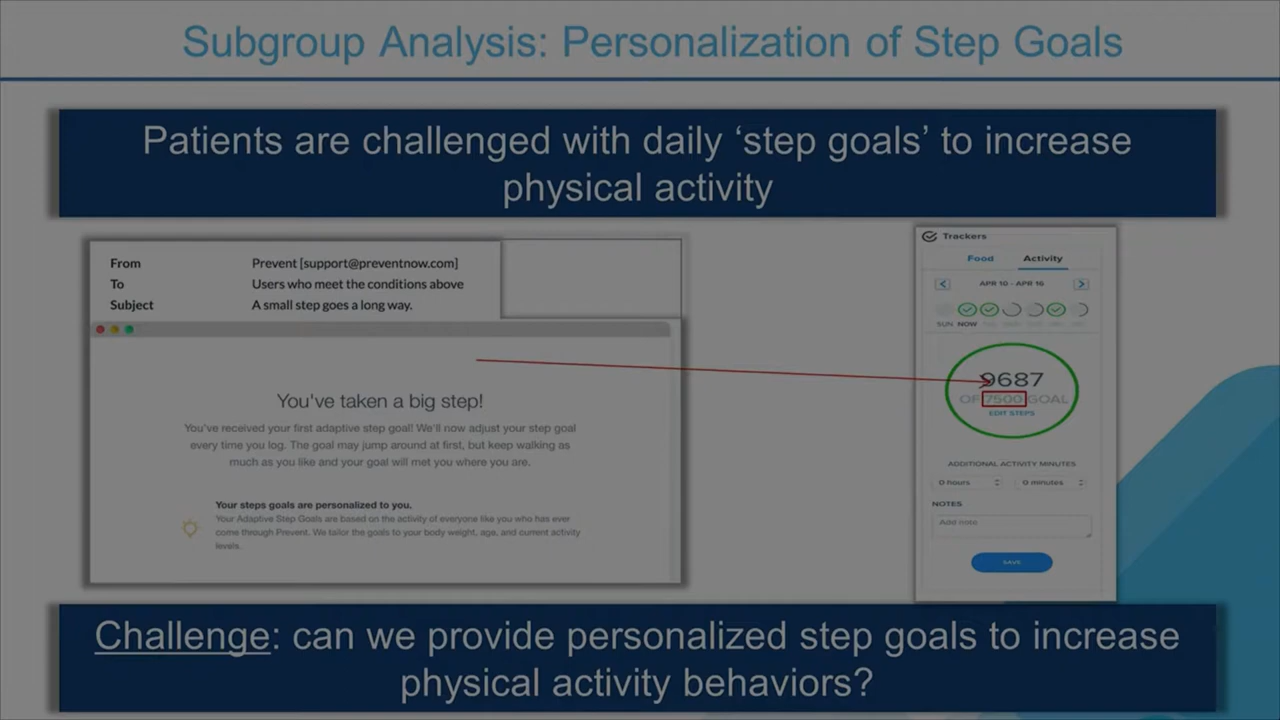 Subgroup Analysis: Personalization of Step Goals
Patients are challenged with daily ‘step goals’ to increase
physical activity
From Prevent [support@preventnow.com]
To Users who meet the conditions above
Subject A small step goes a long way.
You've taken a big step!
You've received your first adaptive step goal! We'll now adjust your step goal
every time you log. The goal may jump around at first, but keep walking as
much as you like and your goal will met you where you are.
Your steps goals are personalized to you.
Your Adaptive Step Goals are based on the activity of everyone like you who has ever
come through Prevent. We tailor the goals to your body weight, age, and current activity
levels.
Trackers
Food Activity
APR 10 - APR 16
SUN NOW
9687
OF 7500 GOAL
EDIT STEPS
ADDITIONAL ACTIVITY MINUTES
0 hours 0 minutes
NOTES
Add note
SAVE
Challenge: can we provide personalized step goals to increase
physical activity behaviors?